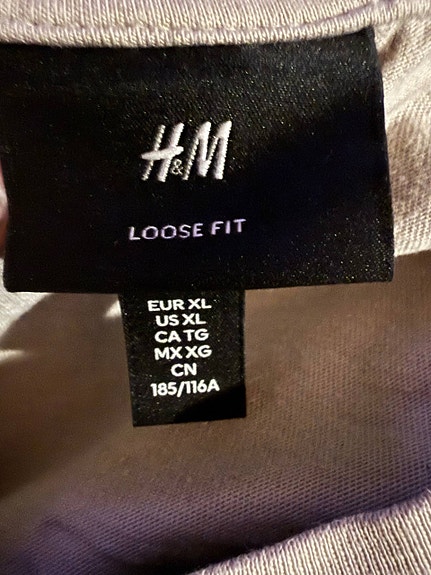 H&M
LOOSE FIT
EUR XL
US XL
CA TG
MX XG
CN
185/116A